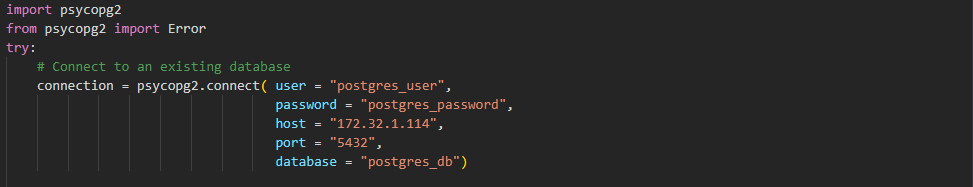 import psycopg2
from psycopg2 import Error
try:
    # Connect to an existing database
    connection = psycopg2.connect( user = "postgres_user",
                                   password = "postgres_password",
                                   host = "172.32.1.114",
                                   port = "5432",
                                   database = "postgres_db")